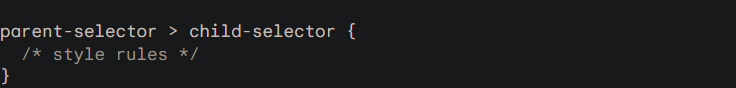 parent-selector > child-selector {
  /* style rules */
}